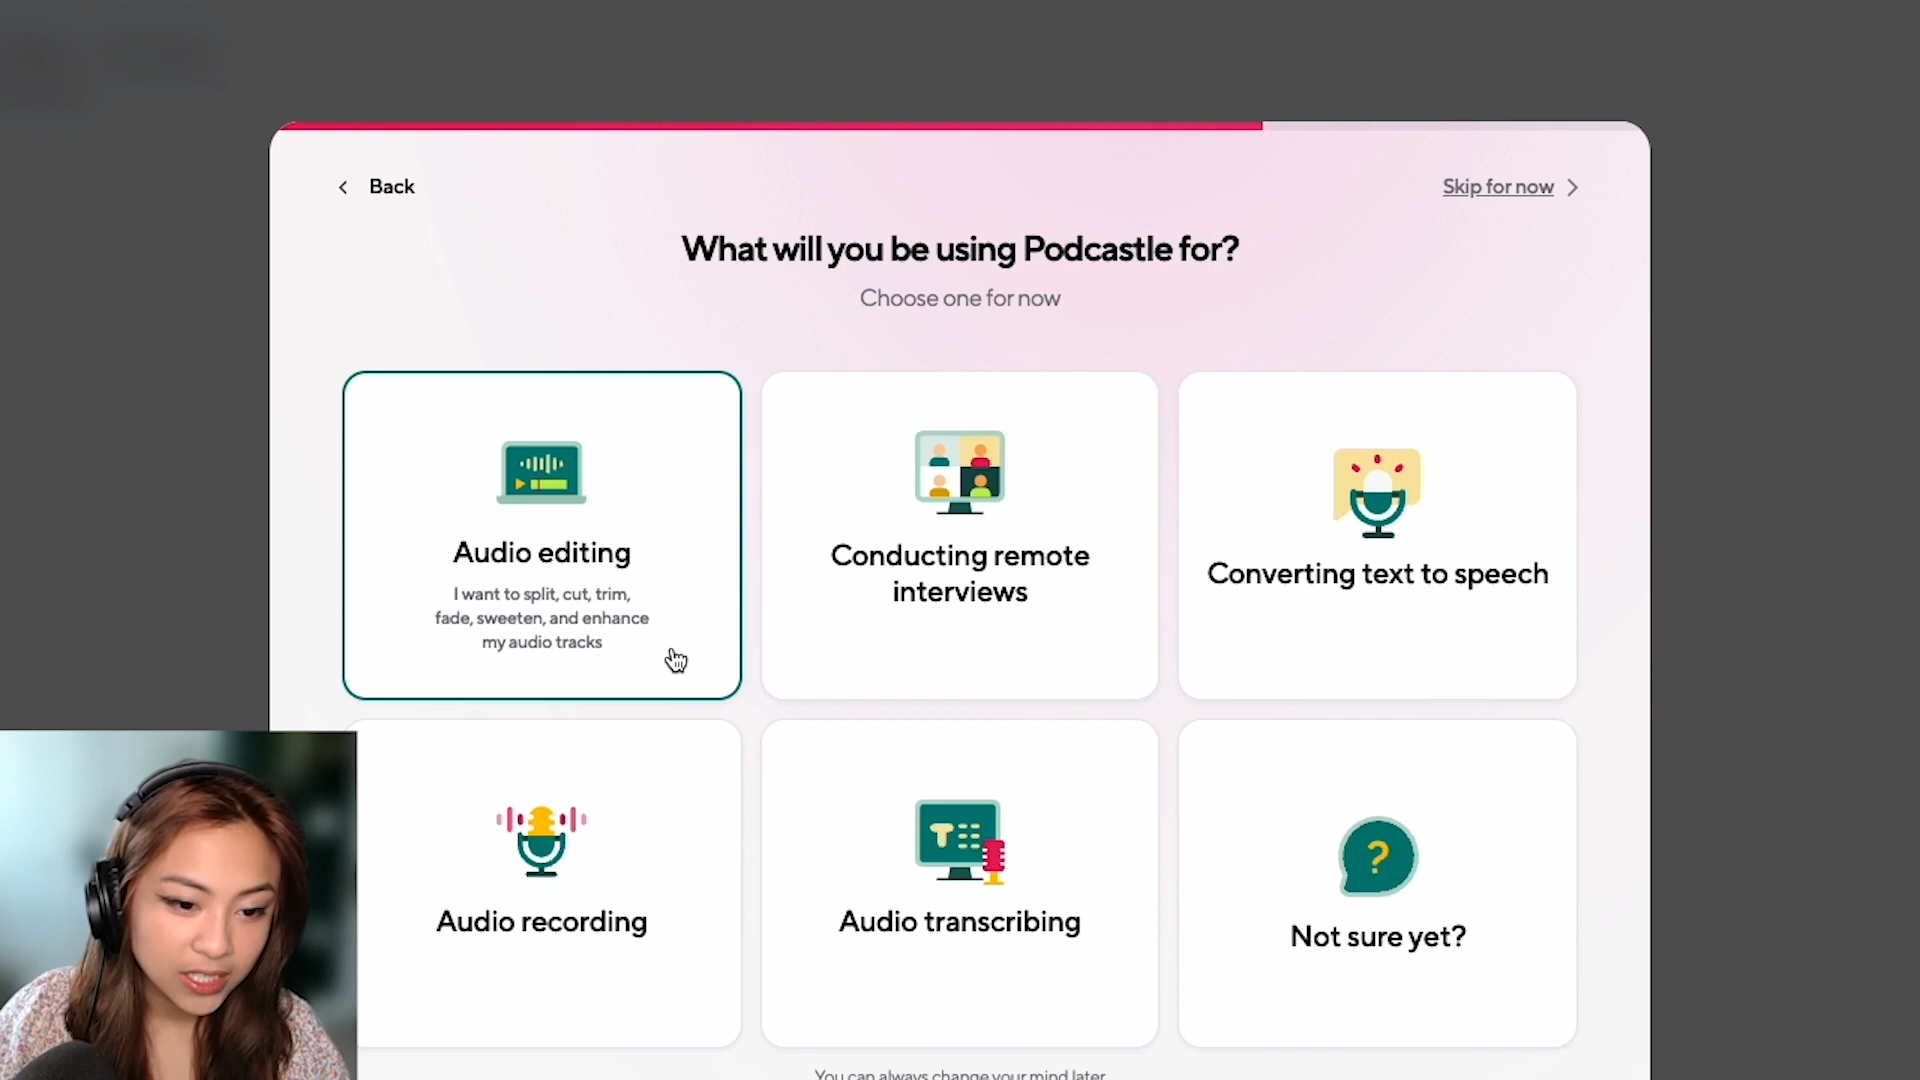 Back
Skip for now
What will you be using Podcastle for?
Choose one for now
Audio editing
I want to split, cut, trim,
fade, sweeten, and enhance
my audio tracks
Conducting remote
interviews
Converting text to speech
Audio recording
Audio transcribing
Not sure yet?
You can always change your mind later